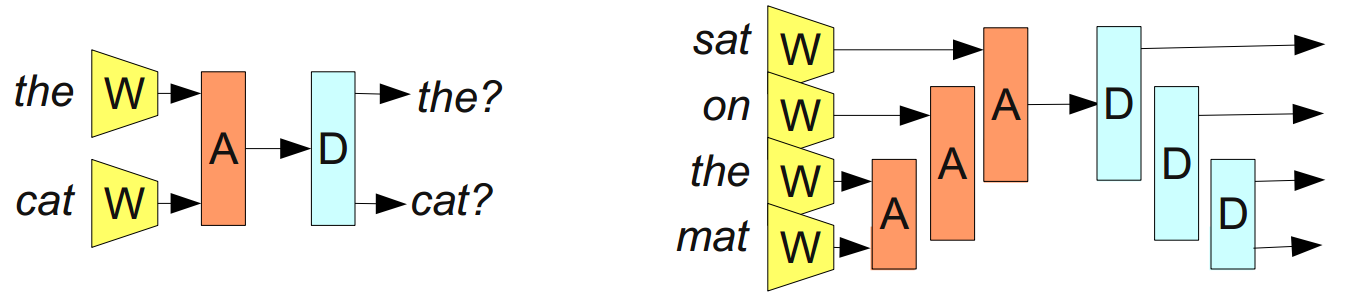 the W A D the?
cat W cat?
sat W A D
on W A D
the W A D
mat W